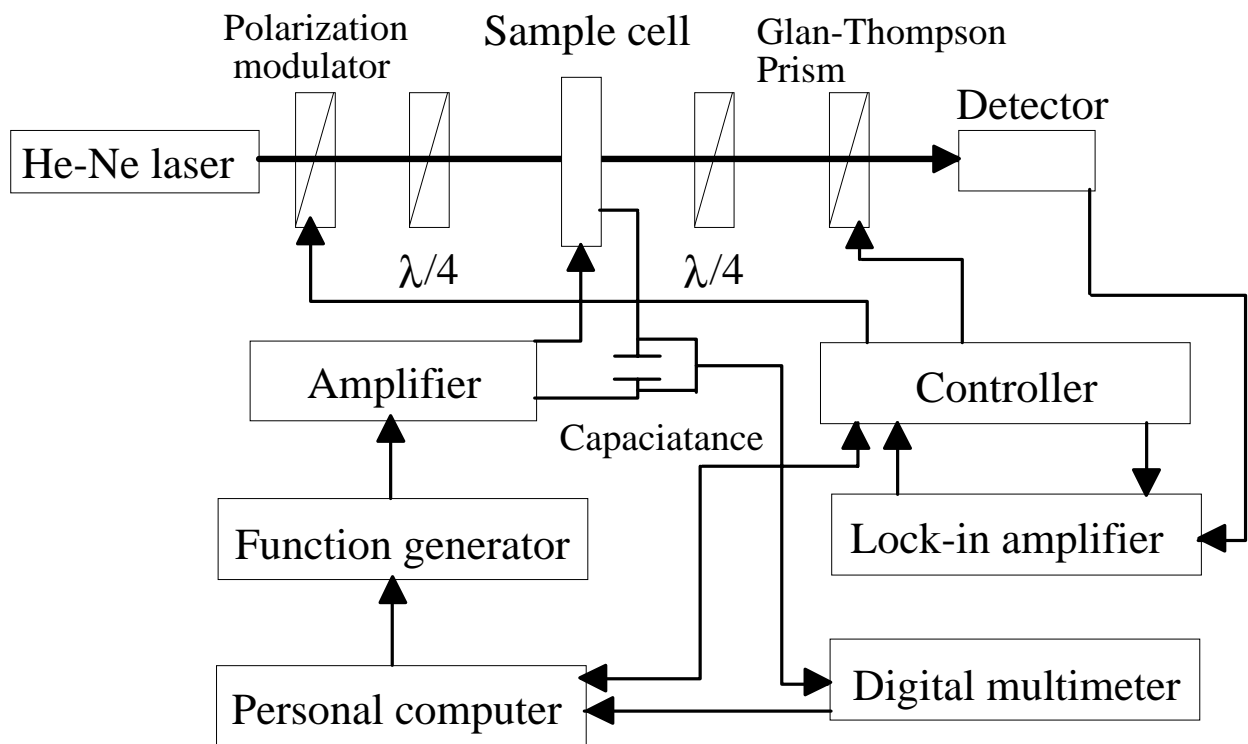 Polarization
modulator
Sample cell
Glan-Thompson
Prism
Detector
He-Ne laser
λ/4
λ/4
Amplifier
Controller
Capaciatance
Function generator
Lock-in amplifier
Personal computer
Digital multimeter